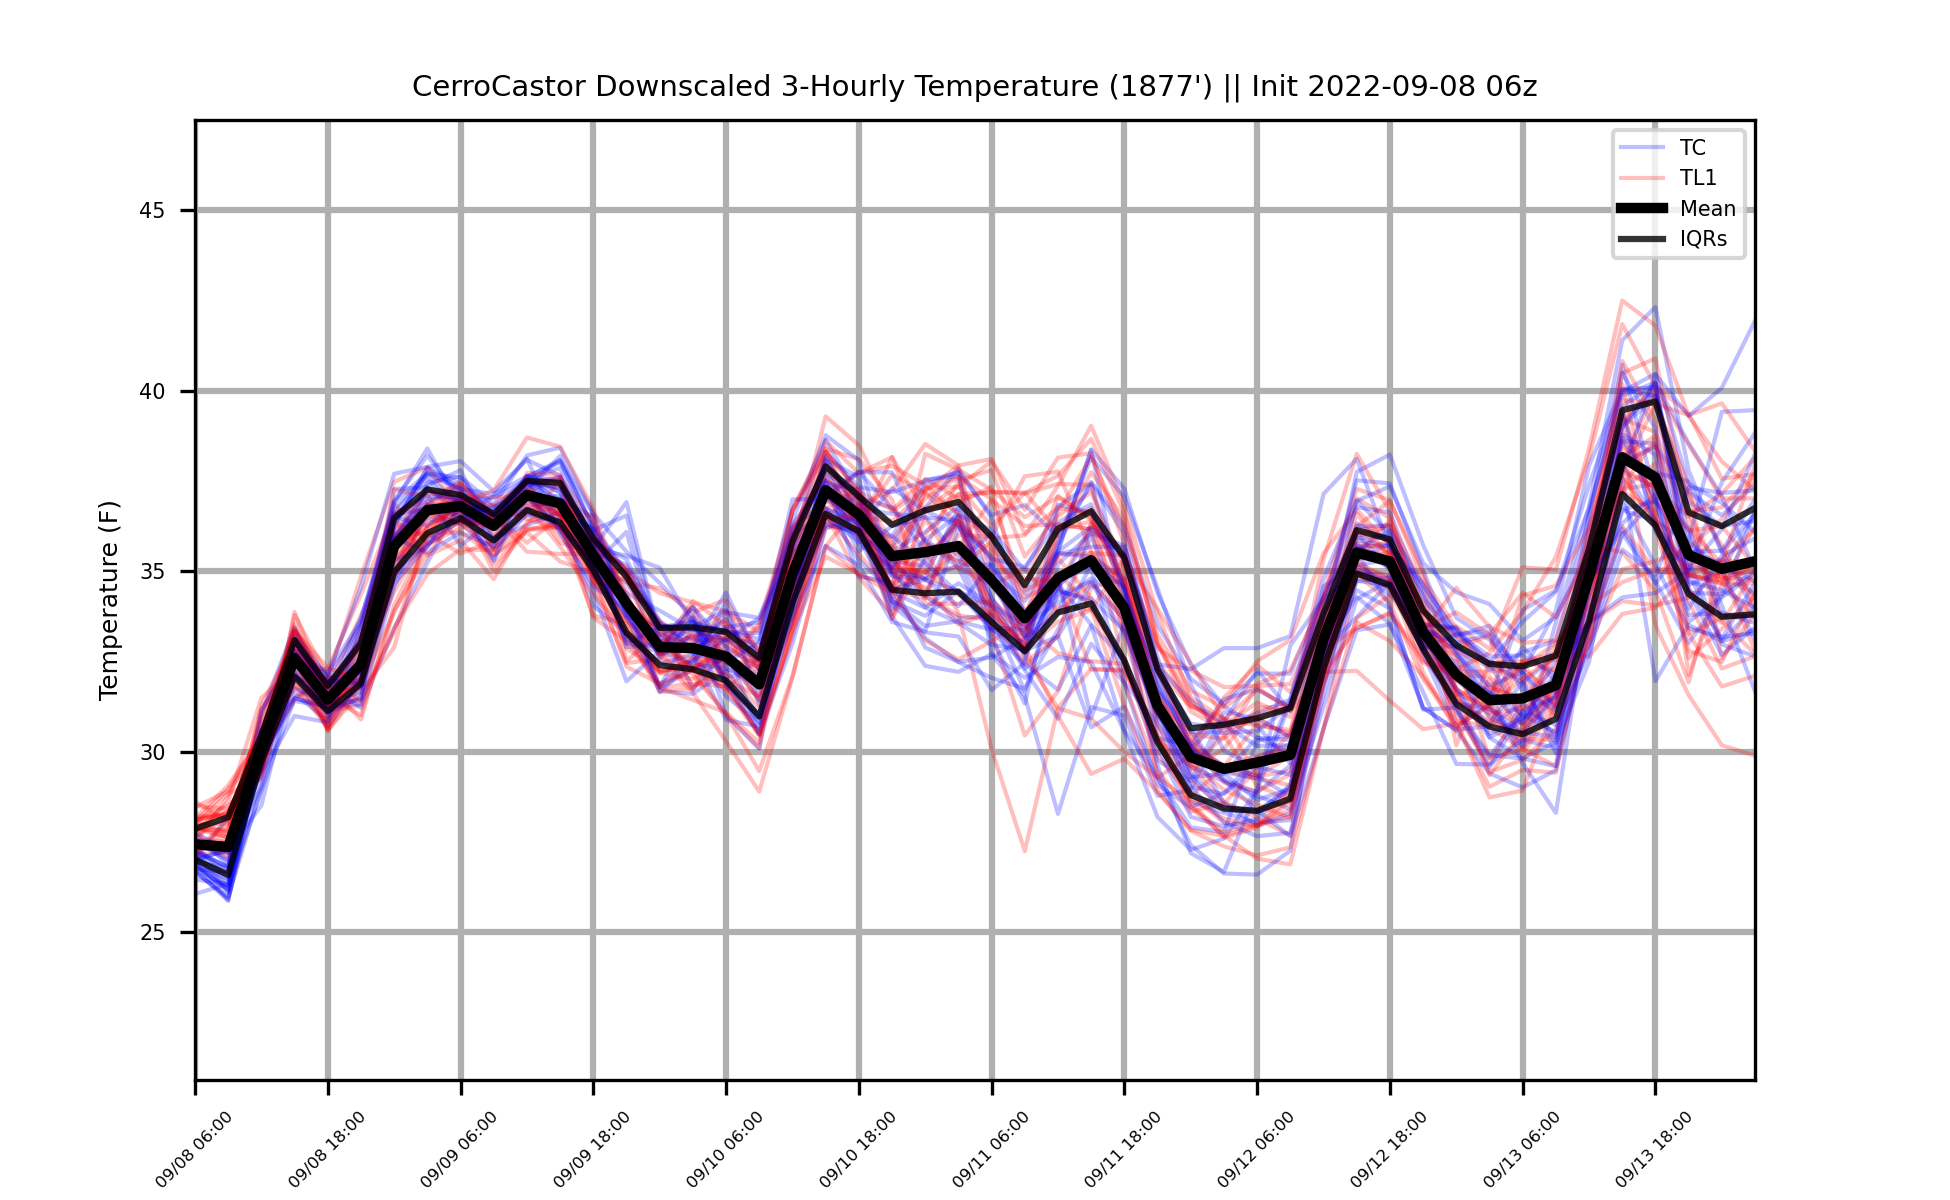 CerroCastor Downscaled 3-Hourly Temperature (1877') || Init 2022-09-08 06z
TC
TL1
Mean
IQRs
Temperature (F)
45
40
35
30
25
09/08 06:00
09/08 18:00
09/09 06:00
09/09 18:00
09/10 06:00
09/10 18:00
09/11 06:00
09/11 18:00
09/12 06:00
09/12 18:00
09/13 06:00
09/13 18:00